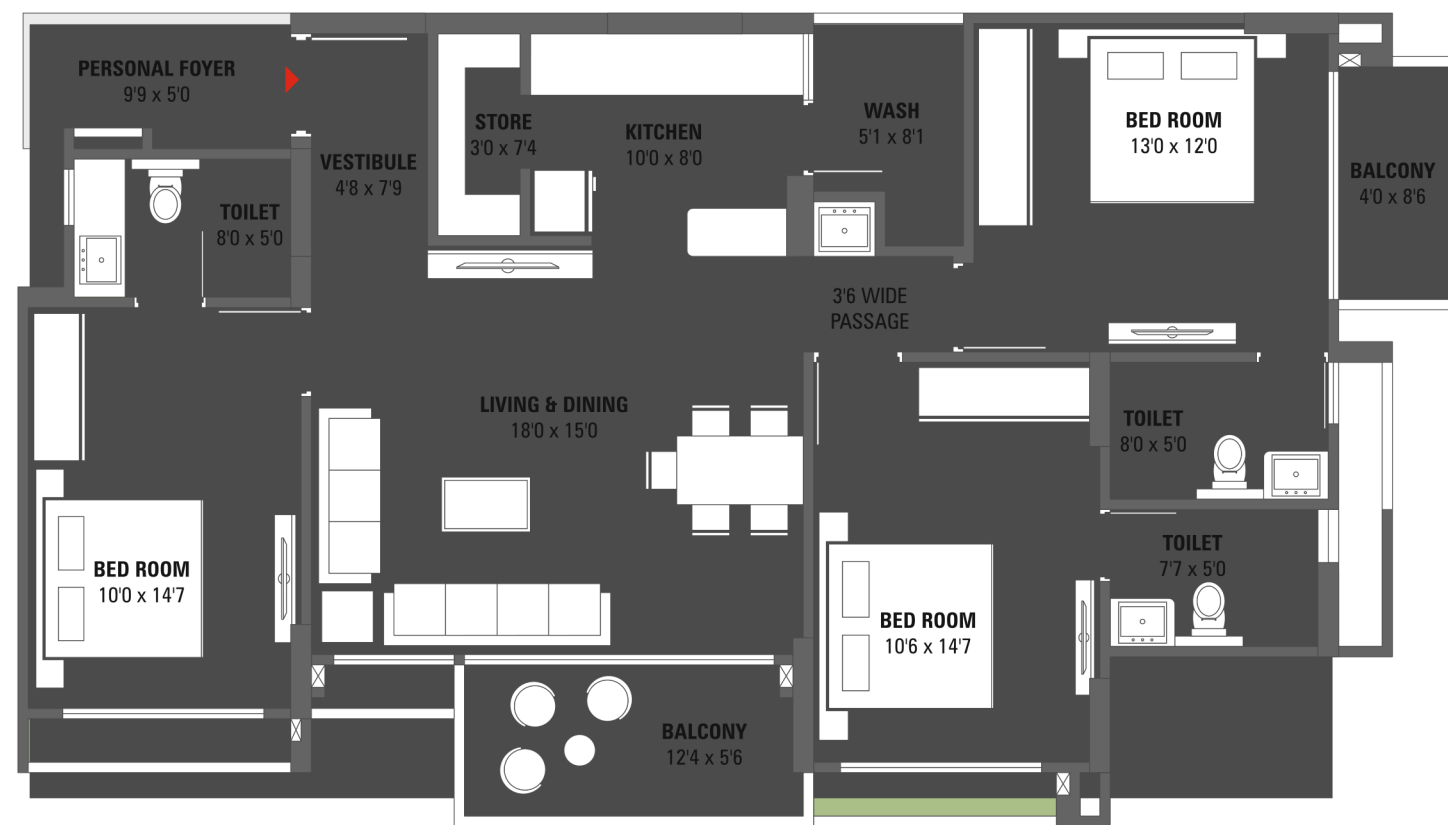 PERSONAL FOYER
9'9 x 5'0
VESTIBULE
4'8 x 7'9
STORE
3'0 x 7'4
KITCHEN
10'0 x 8'0
WASH
5'1 x 8'1
BED ROOM
13'0 x 12'0
BALCONY
4'0 x 8'6
TOILET
8'0 x 5'0
3'6 WIDE
PASSAGE
LIVING & DINING
18'0 x 15'0
TOILET
8'0 x 5'0
BED ROOM
10'0 x 14'7
TOILET
7'7 x 5'0
BED ROOM
10'6 x 14'7
BALCONY
12'4 x 5'6